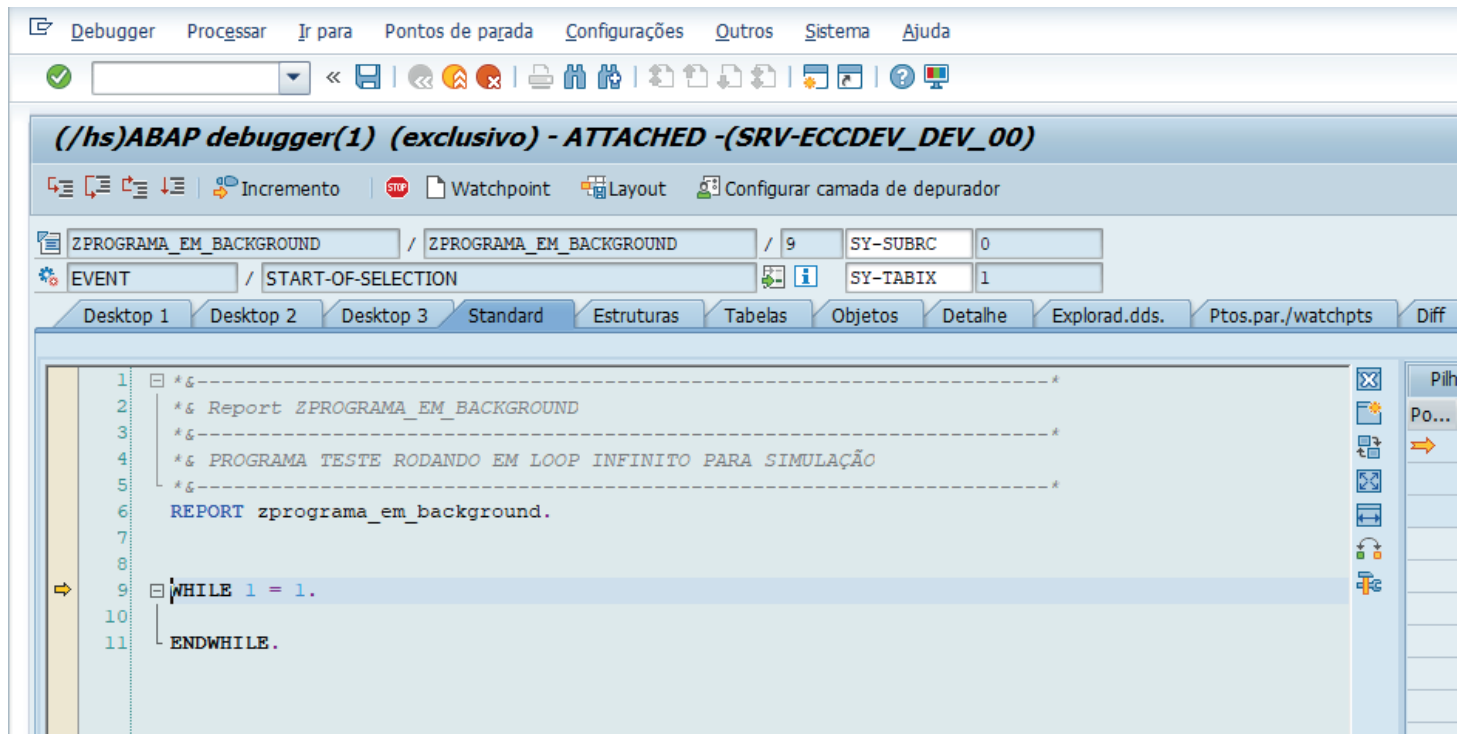 Debugger Processar Ir para Pontos de parada Configurações Outros Sistema Ajuda
(/hs)ABAP debugger(1) (exclusivo) - ATTACHED -(SRV-ECCDEV_DEV_00)
Incremento STOP Watchpoint Layout Configurar camada de depurador
ZPROGRAMA_EM_BACKGROUND / ZPROGRAMA_EM_BACKGROUND / 9 SY-SUBRC 0
EVENT / START-OF-SELECTION SY-TABIX 1
Desktop 1 Desktop 2 Desktop 3 Standard Estruturas Tabelas Objetos Detalhe Explorad.dds. Ptos.par./watchpts Diff
Pilh
Po...
1 *&---------------------------------------------------------------------*
2 *& Report ZPROGRAMA_EM_BACKGROUND
3 *&---------------------------------------------------------------------*
4 *& PROGRAMA TESTE RODANDO EM LOOP INFINITO PARA SIMULAÇÃO
5 *&---------------------------------------------------------------------*
6 REPORT zprograma_em_background.
7
8
9 WHILE 1 = 1.
10
11 ENDWHILE.